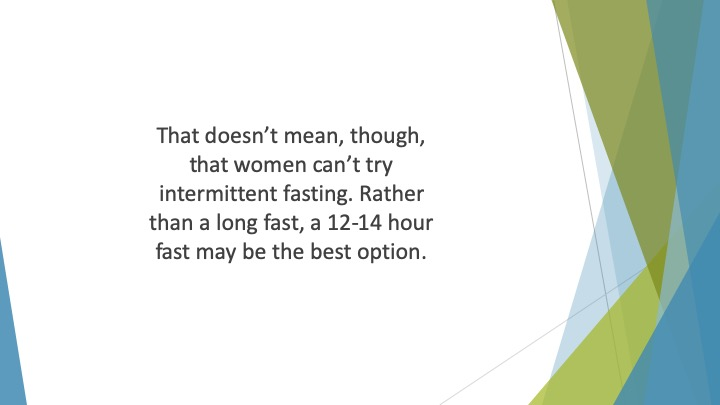 That doesn’t mean, though,
that women can’t try
intermittent fasting. Rather
than a long fast, a 12-14 hour
fast may be the best option.